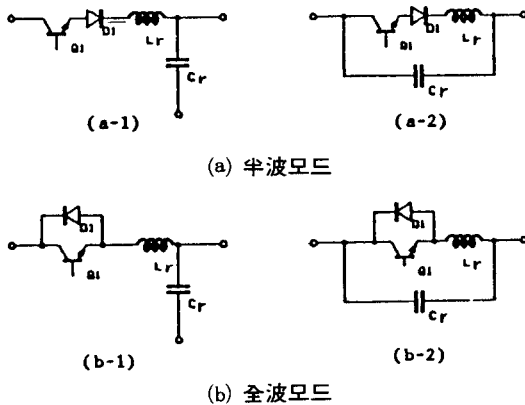 D1 Lr D1 Lr
Q1 Q1
Cr Cr
(a-1) (a-2)
(a) 半波모드
D1 D1
Q1 Lr Q1 Lr
Cr Cr
(b-1) (b-2)
(b) 全波모드